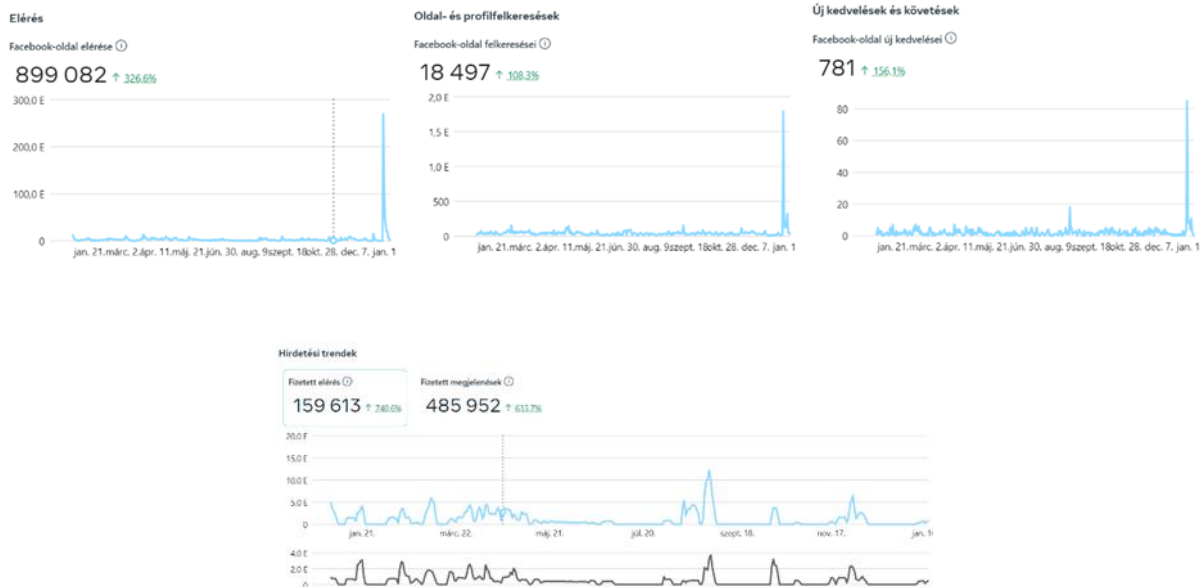 Elérés
Facebook-oldal elérése
899 082 ↑ 326,6%
300,0 E
200,0 E
100,0 E
0
jan. 21. márc. 2. ápr. 11. máj. 21. jún. 30. aug. 9 szept. 18 okt. 28. dec. 7. jan. 1
Oldal- és profilfelkeresések
Facebook-oldal felkeresései
18 497 ↑ 108,3%
2,0 E
1,5 E
1,0 E
500
0
jan. 21. márc. 2. ápr. 11. máj. 21. jún. 30. aug. 9 szept. 18 okt. 28. dec. 7. jan. 1
Új kedvelések és követések
Facebook-oldal új kedvelései
781 ↑ 156,1%
80
60
40
20
0
jan. 21. márc. 2. ápr. 11. máj. 21. jún. 30. aug. 9 szept. 18 okt. 28. dec. 7. jan. 1
Hirdetési trendek
Fizetett elérés
159 613 ↑ 740,6%
Fizetett megjelenések
485 952 ↑ 633,7%
20,0 E
15,0 E
10,0 E
5,0 E
0
jan. 21. márc. 22. máj. 21. júl. 20. szept. 18. nov. 17. jan. 1
4,0 E
2,0 E
0